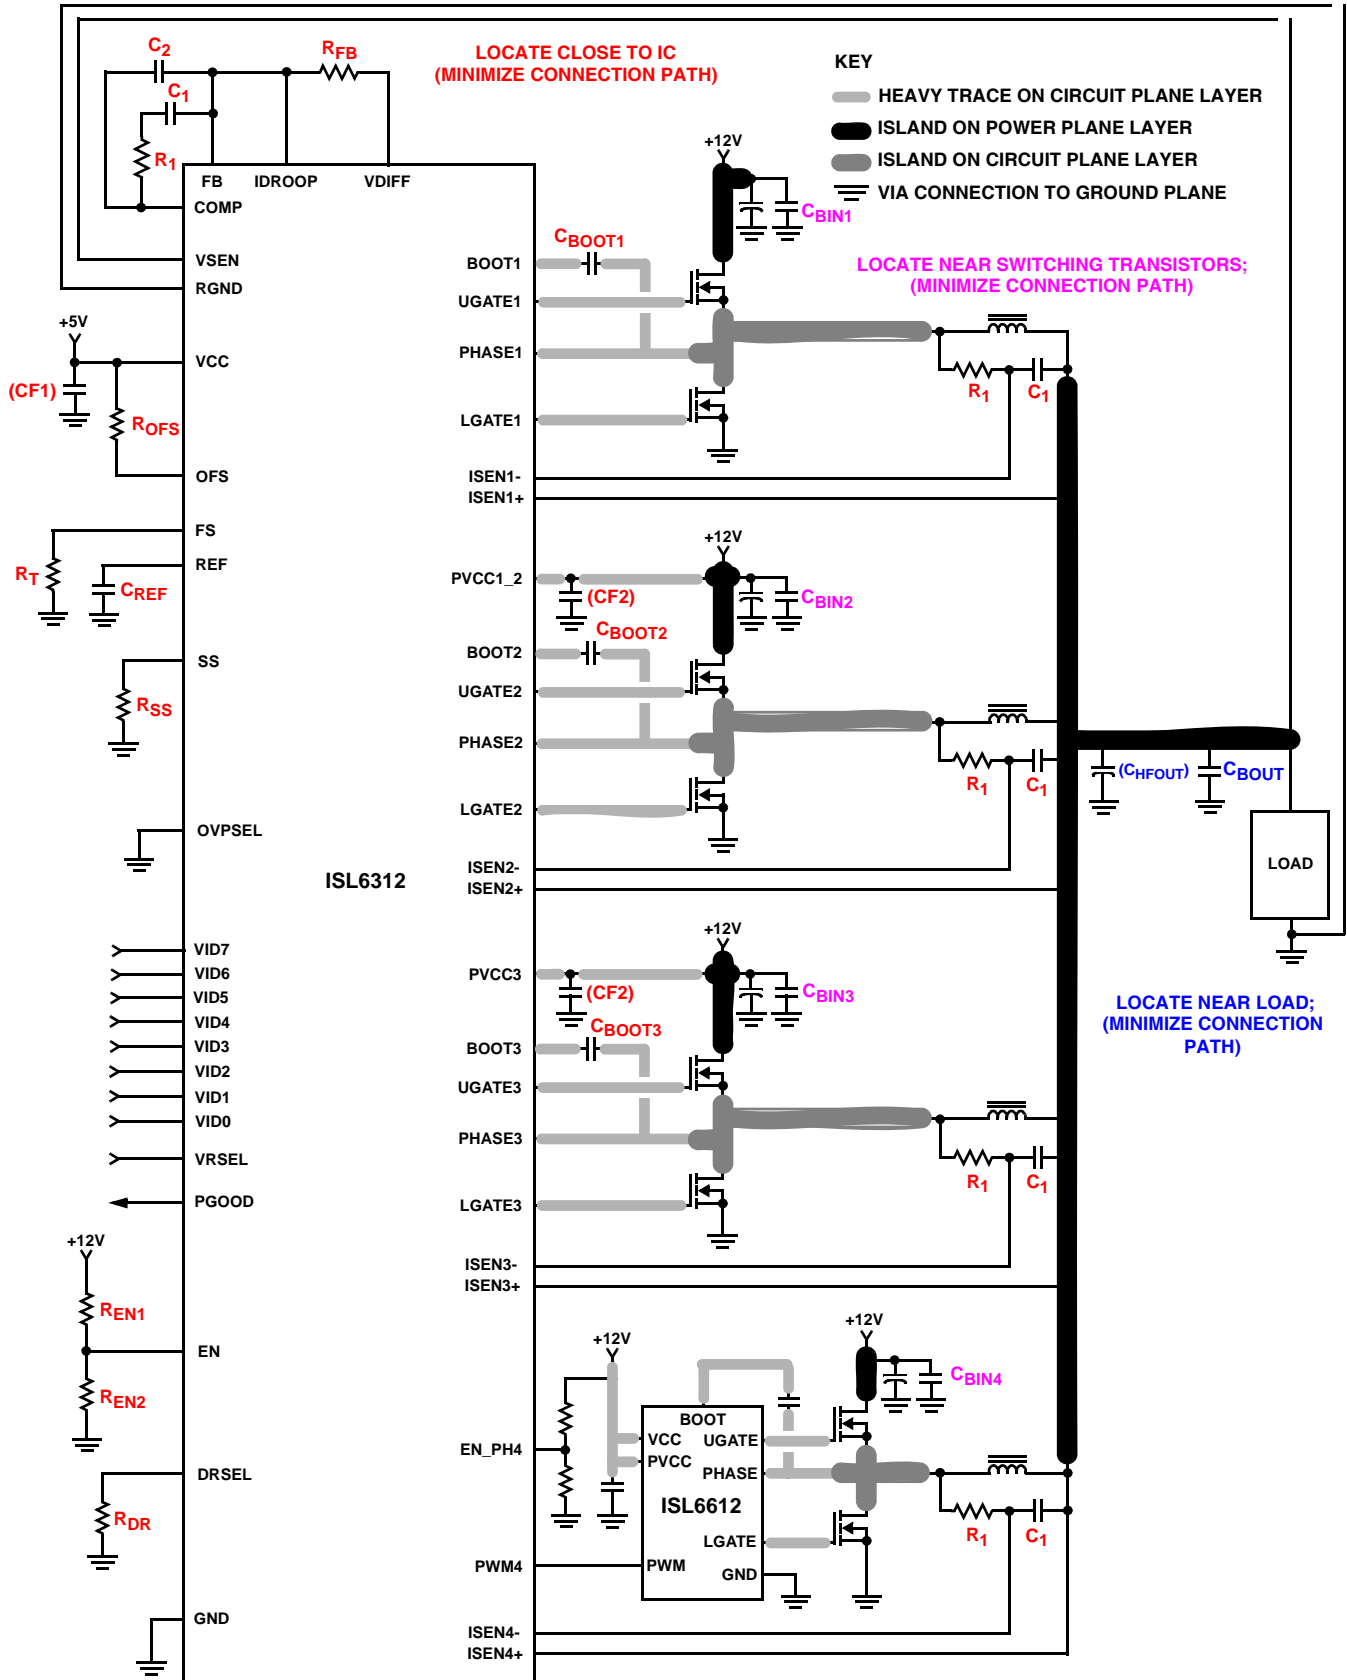 C2
RFB
LOCATE CLOSE TO IC
(MINIMIZE CONNECTION PATH)
C1
R1
KEY
HEAVY TRACE ON CIRCUIT PLANE LAYER
ISLAND ON POWER PLANE LAYER
ISLAND ON CIRCUIT PLANE LAYER
VIA CONNECTION TO GROUND PLANE
+12V
CBIN1
FB
IDROOP
VDIFF
COMP
VSEN
RGND
+5V
VCC
(CF1)
ROFS
OFS
FS
RT
REF
CREF
SS
RSS
OVPSEL
ISL6312
VID7
VID6
VID5
VID4
VID3
VID2
VID1
VID0
VRSEL
PGOOD
+12V
REN1
EN
REN2
DRSEL
RDR
GND
CBOOT1
BOOT1
UGATE1
PHASE1
LGATE1
ISEN1-
ISEN1+
LOCATE NEAR SWITCHING TRANSISTORS;
(MINIMIZE CONNECTION PATH)
R1
C1
+12V
PVCC1_2
(CF2)
CBIN2
CBOOT2
BOOT2
UGATE2
PHASE2
LGATE2
ISEN2-
ISEN2+
R1
C1
(CHFOUT)
CBOUT
LOAD
+12V
PVCC3
(CF2)
CBIN3
CBOOT3
BOOT3
UGATE3
PHASE3
LGATE3
ISEN3-
ISEN3+
R1
C1
LOCATE NEAR LOAD;
(MINIMIZE CONNECTION
PATH)
+12V
+12V
CBIN4
EN_PH4
BOOT
VCC
UGATE
PVCC
PHASE
ISL6612
LGATE
PWM
GND
PWM4
R1
C1
ISEN4-
ISEN4+